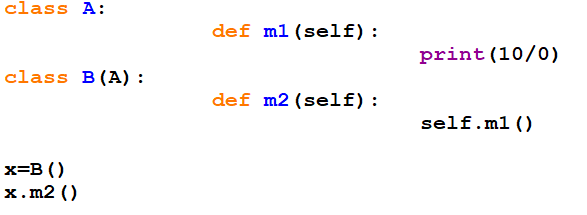 class A:
                def m1(self):
                                print(10/0)
class B(A):
                def m2(self):
                                self.m1()

x=B()
x.m2()